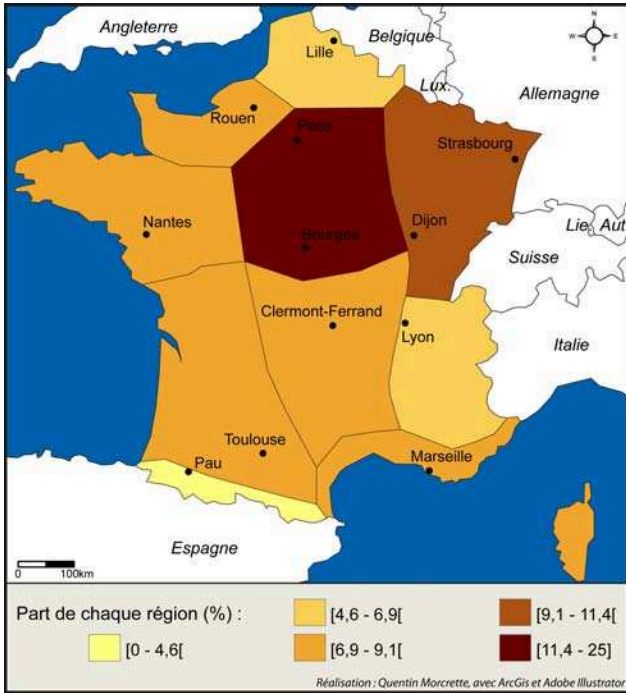 Angleterre
Belgique
N
W E
S
Lille
Lux.
Allemagne
Rouen
Paris
Strasbourg
Nantes
Bourges
Dijon
Lie.
Aut
Suisse
Clermont-Ferrand
Lyon
Italie
Toulouse
Pau
Marseille
Espagne
0 100km
Part de chaque région (%) :
[4,6 - 6,9[
[9,1 - 11,4[
[0 - 4,6[
[6,9 - 9,1[
[11,4 - 25]
Réalisation : Quentin Morcrette, avec ArcGis et Adobe Illustrator